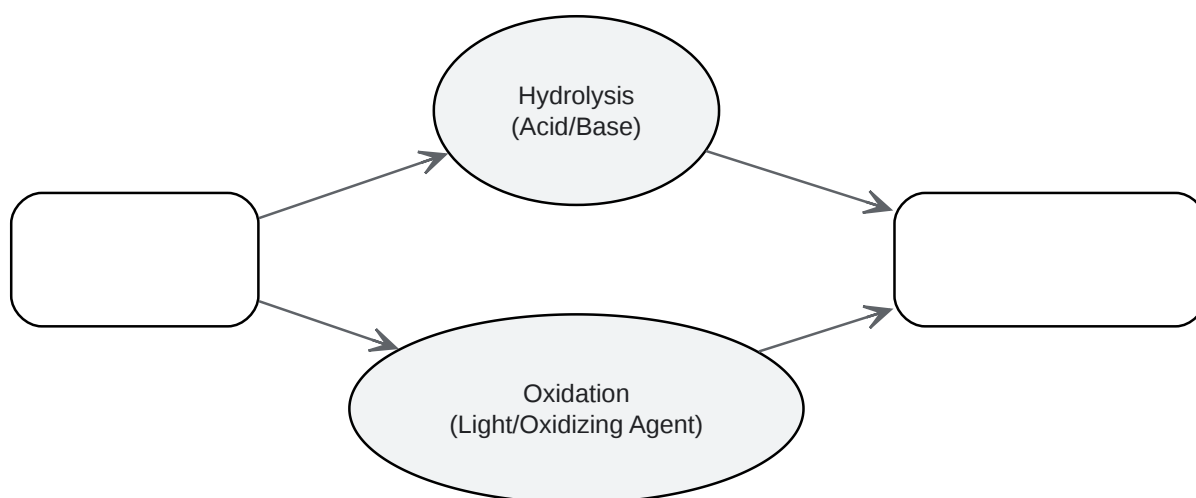 Hydrolysis
(Acid/Base)
Oxidation
(Light/Oxidizing Agent)